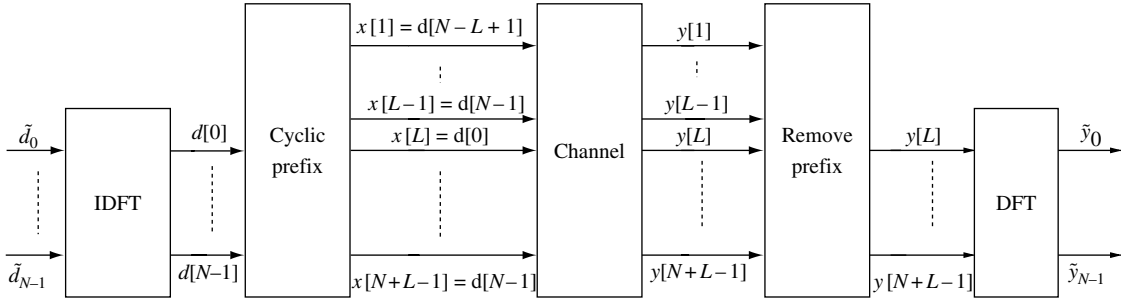 x[1] = d[N – L + 1]
y[1]
x[L–1] = d[N–1]
y[L–1]
d̃₀
d[0]
Cyclic
prefix
x[L] = d[0]
Channel
y[L]
Remove
prefix
y[L]
ỹ₀
IDFT
DFT
d̃N–1
d[N–1]
x[N+L–1] = d[N–1]
y[N+L–1]
y[N+L–1]
ỹN–1